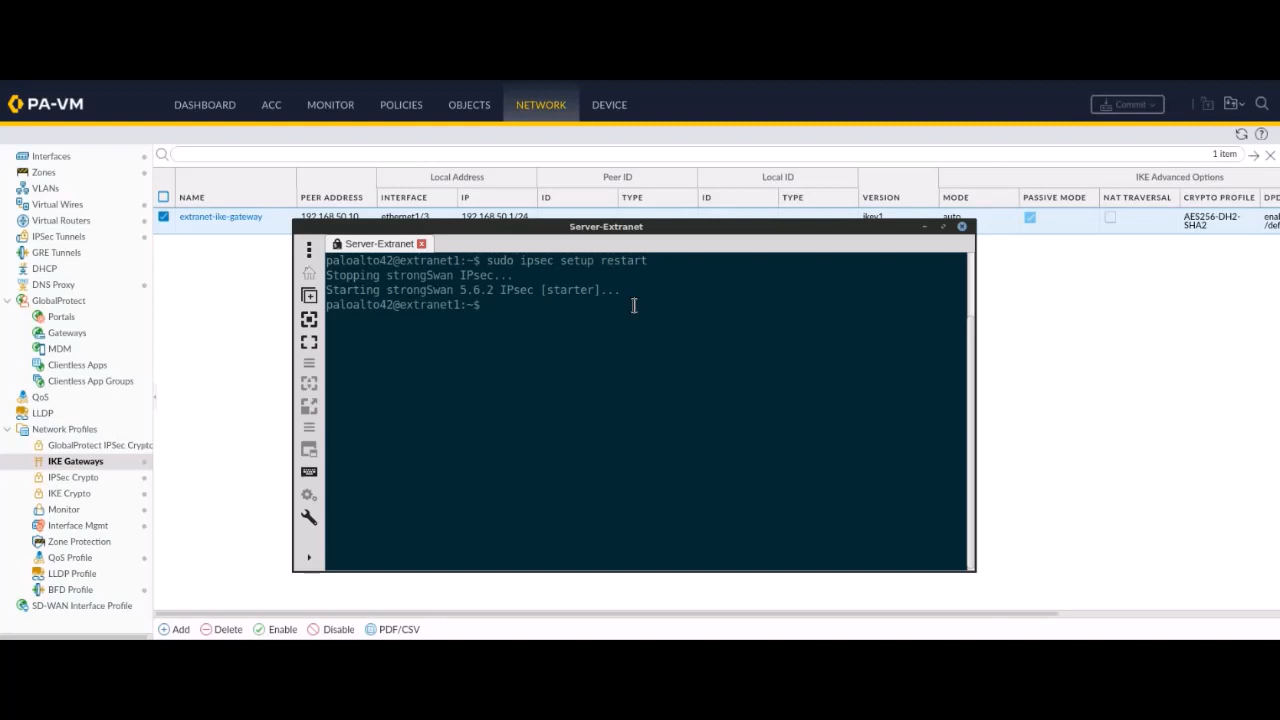 PA-VM
DASHBOARD ACC MONITOR POLICIES OBJECTS NETWORK DEVICE
Commit
1 item
Interfaces
Zones
VLANs
Virtual Wires
Virtual Routers
IPSec Tunnels
GRE Tunnels
DHCP
DNS Proxy
GlobalProtect
Portals
Gateways
MDM
Clientless Apps
Clientless App Groups
QoS
LLDP
Network Profiles
GlobalProtect IPSec Crypto
IKE Gateways
IPSec Crypto
IKE Crypto
Monitor
Interface Mgmt
Zone Protection
QoS Profile
LLDP Profile
BFD Profile
SD-WAN Interface Profile
Local Address Peer ID Local ID IKE Advanced Options
NAME PEER ADDRESS INTERFACE IP ID TYPE ID TYPE VERSION MODE PASSIVE MODE NAT TRAVERSAL CRYPTO PROFILE DPD
extranet-ike-gateway 192.168.50.10 ethernet1/3 192.168.50.1/24 ikev1 auto AES256-DH2- ena
SHA2 /de
Server-Extranet
Server-Extranet
paloalto42@extranet1:~$ sudo ipsec setup restart
Stopping strongSwan IPsec...
Starting strongSwan 5.6.2 IPsec [starter]...
paloalto42@extranet1:~$
Add Delete Enable Disable PDF/CSV